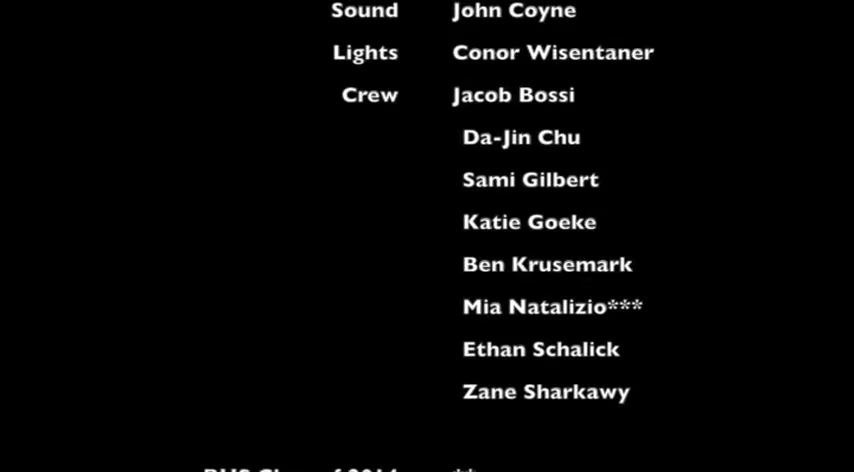 Sound John Coyne
Lights Conor Wisentaner
Crew Jacob Bossi
Da-Jin Chu
Sami Gilbert
Katie Goeke
Ben Krusemark
Mia Natalizio***
Ethan Schalick
Zane Sharkawy
**